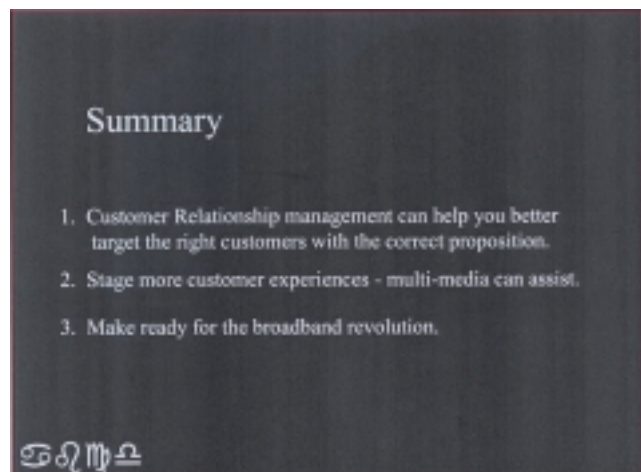 Summary
1. Customer Relationship management can help you better
target the right customers with the correct proposition.
2. Stage more customer experiences - multi-media can assist.
3. Make ready for the broadband revolution.
♋♌♍♎